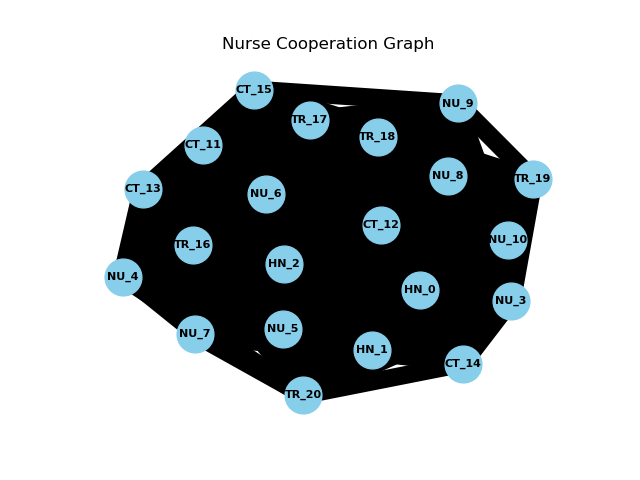 Nurse Cooperation Graph
CT_15
NU_9
TR_17
TR_18
CT_11
NU_8
TR_19
CT_13
NU_6
CT_12
NU_10
TR_16
HN_2
NU_4
HN_0
NU_3
NU_5
NU_7
HN_1
CT_14
TR_20